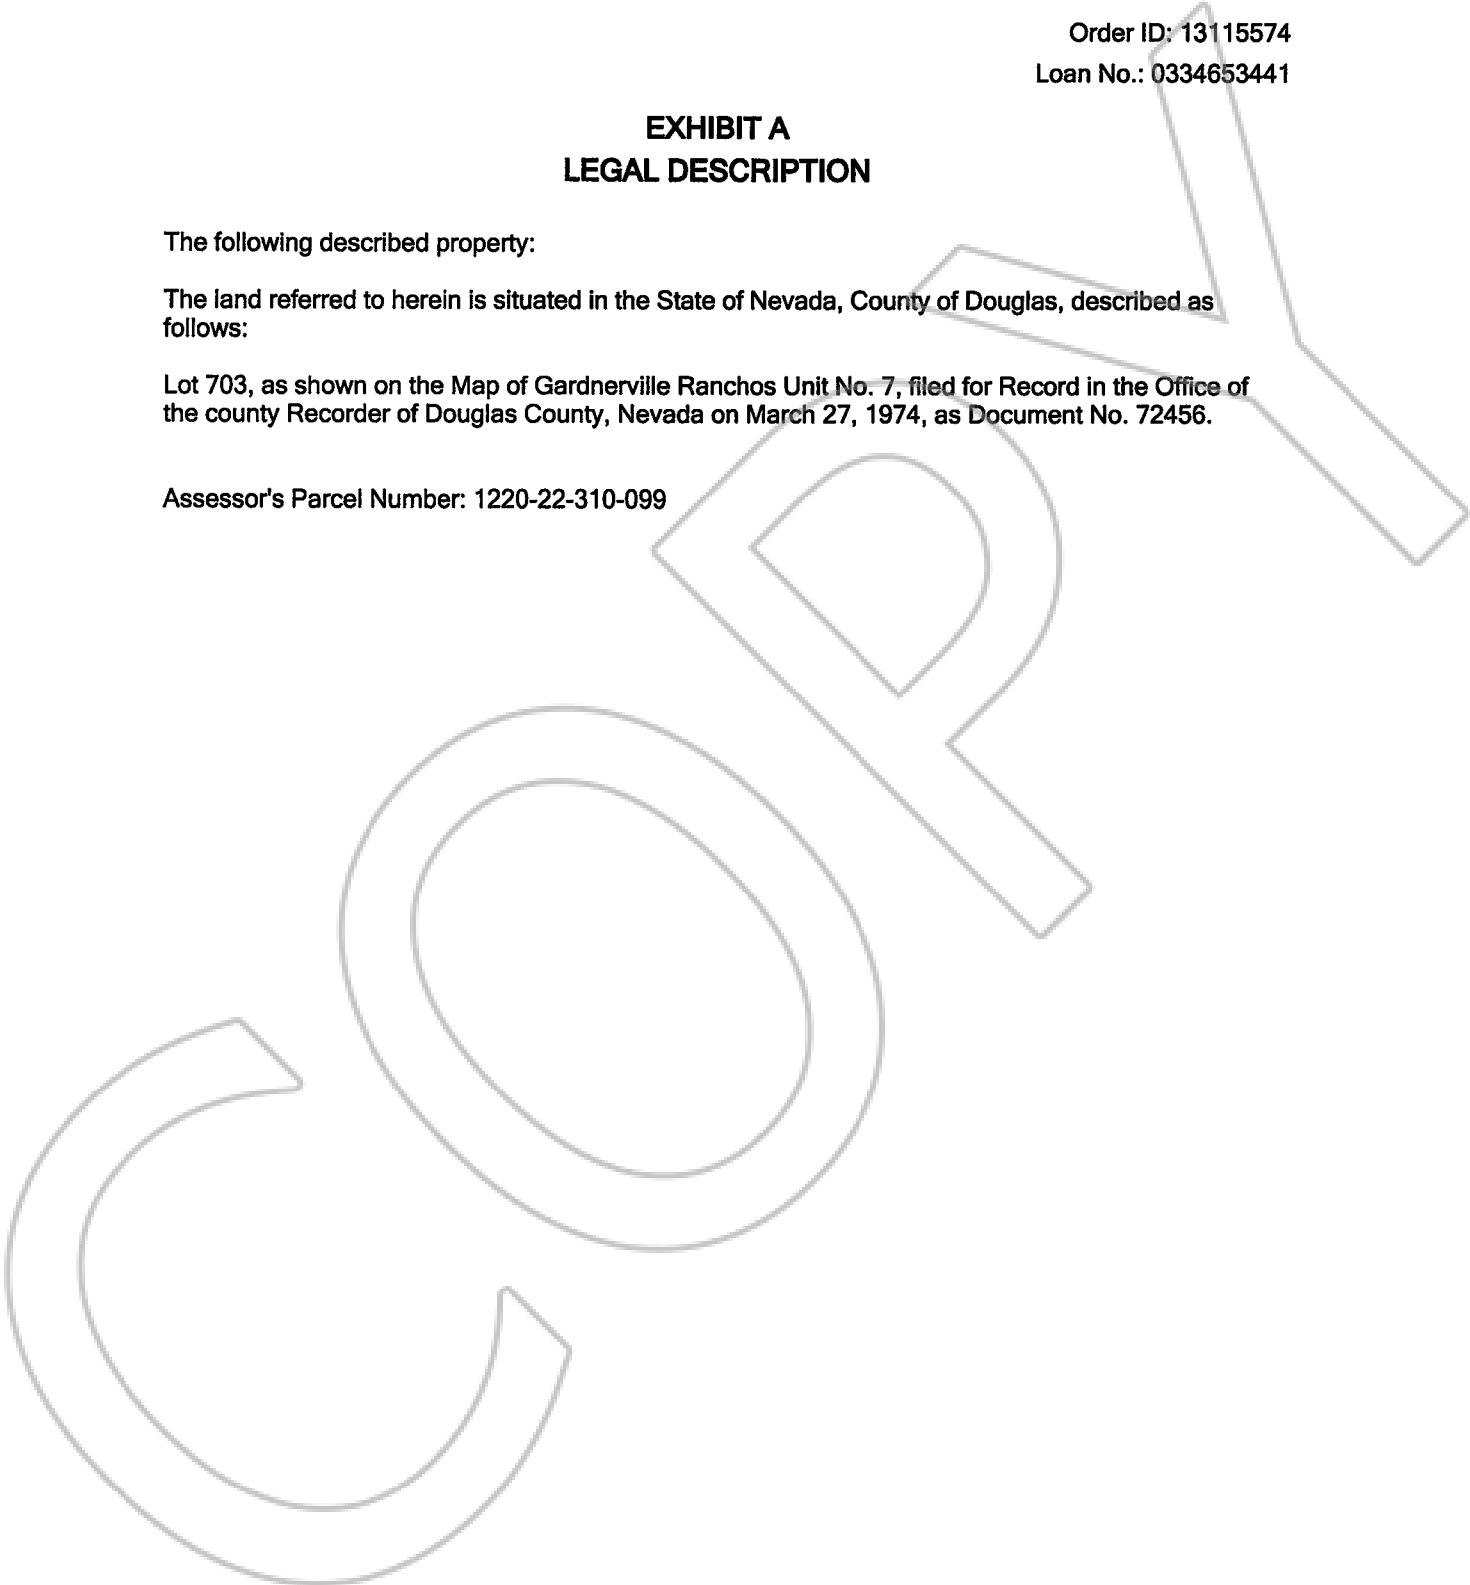 Order ID: 13115574
Loan No.: 0334653441
EXHIBIT A
LEGAL DESCRIPTION
The following described property:
The land referred to herein is situated in the State of Nevada, County of Douglas, described as
follows:
Lot 703, as shown on the Map of Gardnerville Ranchos Unit No. 7, filed for Record in the Office of
the county Recorder of Douglas County, Nevada on March 27, 1974, as Document No. 72456.
Assessor's Parcel Number: 1220-22-310-099
COPY